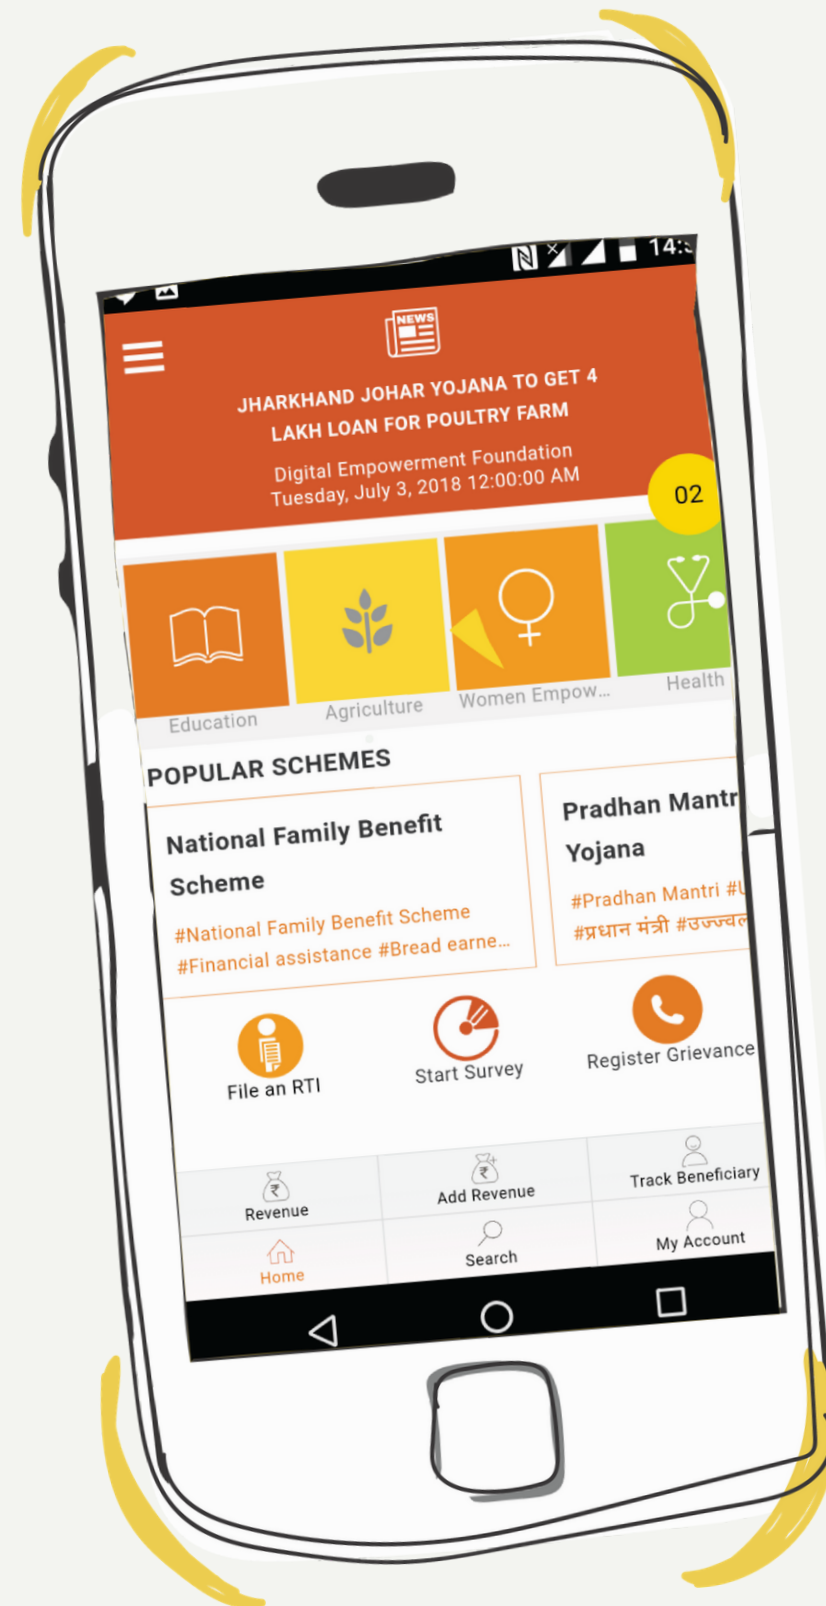 14:
NEWS
JHARKHAND JOHAR YOJANA TO GET 4
LAKH LOAN FOR POULTRY FARM
Digital Empowerment Foundation
Tuesday, July 3, 2018 12:00:00 AM
02
Education
Agriculture
Women Empow...
Health
POPULAR SCHEMES
National Family Benefit
Scheme
#National Family Benefit Scheme
#Financial assistance #Bread earne...
Pradhan Mantr
Yojana
#Pradhan Mantri #U
#प्रधान मंत्री #उज्ज्वल
File an RTI
Start Survey
Register Grievance
Revenue
Add Revenue
Track Beneficiary
Home
Search
My Account